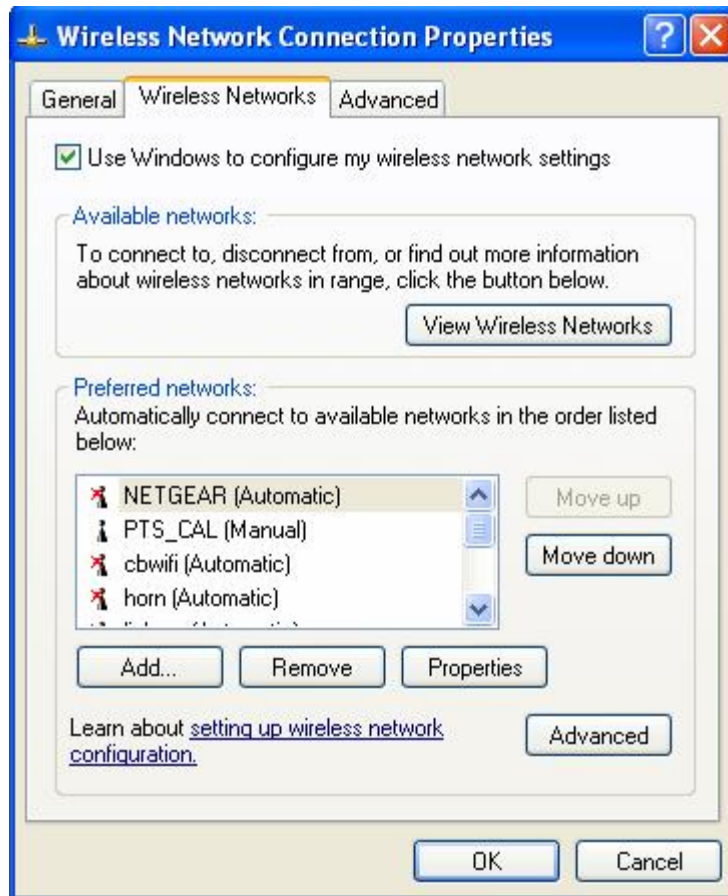 Wireless Network Connection Properties
General Wireless Networks Advanced
Use Windows to configure my wireless network settings
Available networks:
To connect to, disconnect from, or find out more information
about wireless networks in range, click the button below.
View Wireless Networks
Preferred networks:
Automatically connect to available networks in the order listed
below:
NETGEAR (Automatic)
Move up
PTS_CAL (Manual)
cbwifi (Automatic)
Move down
horn (Automatic)
Add... Remove Properties
Learn about setting up wireless network
configuration.
Advanced
OK Cancel